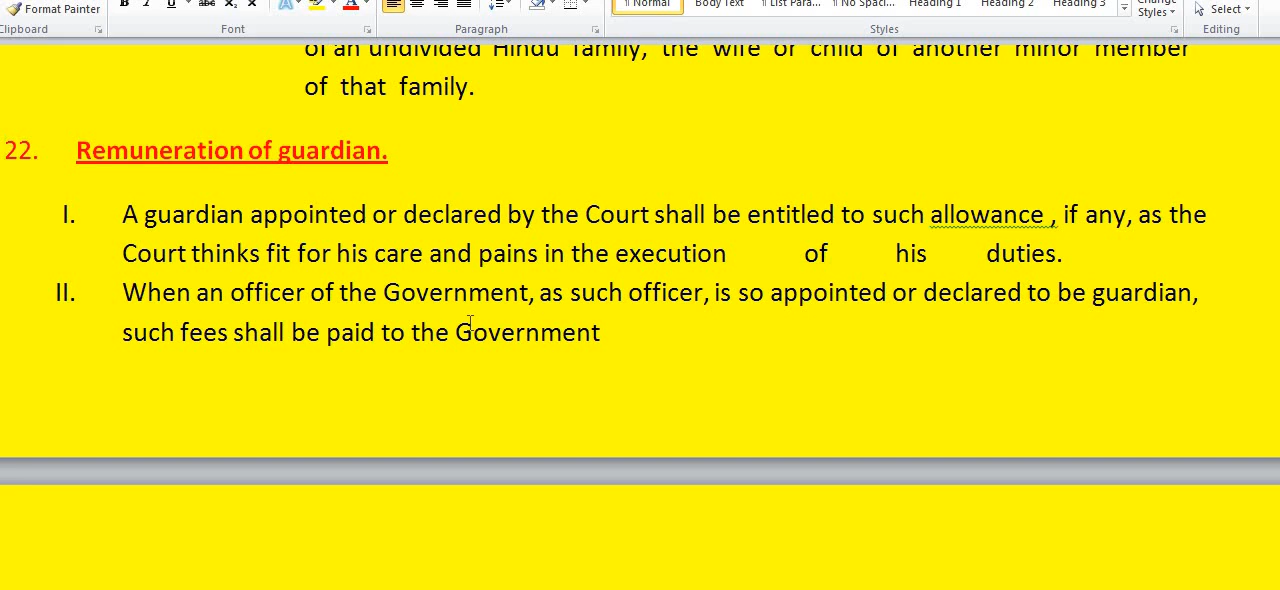 Format Painter
B I U abc X₂ X A A
¶ Normal Body Text ¶ List Para... ¶ No Spaci... Heading 1 Heading 2 Heading 3 Change Styles Select
Clipboard Font Paragraph Styles Editing
of an undivided Hindu family, the wife or child of another minor member
of that family.
22. Remuneration of guardian.
I. A guardian appointed or declared by the Court shall be entitled to such allowance , if any, as the
Court thinks fit for his care and pains in the execution of his duties.
II. When an officer of the Government, as such officer, is so appointed or declared to be guardian,
such fees shall be paid to the Government